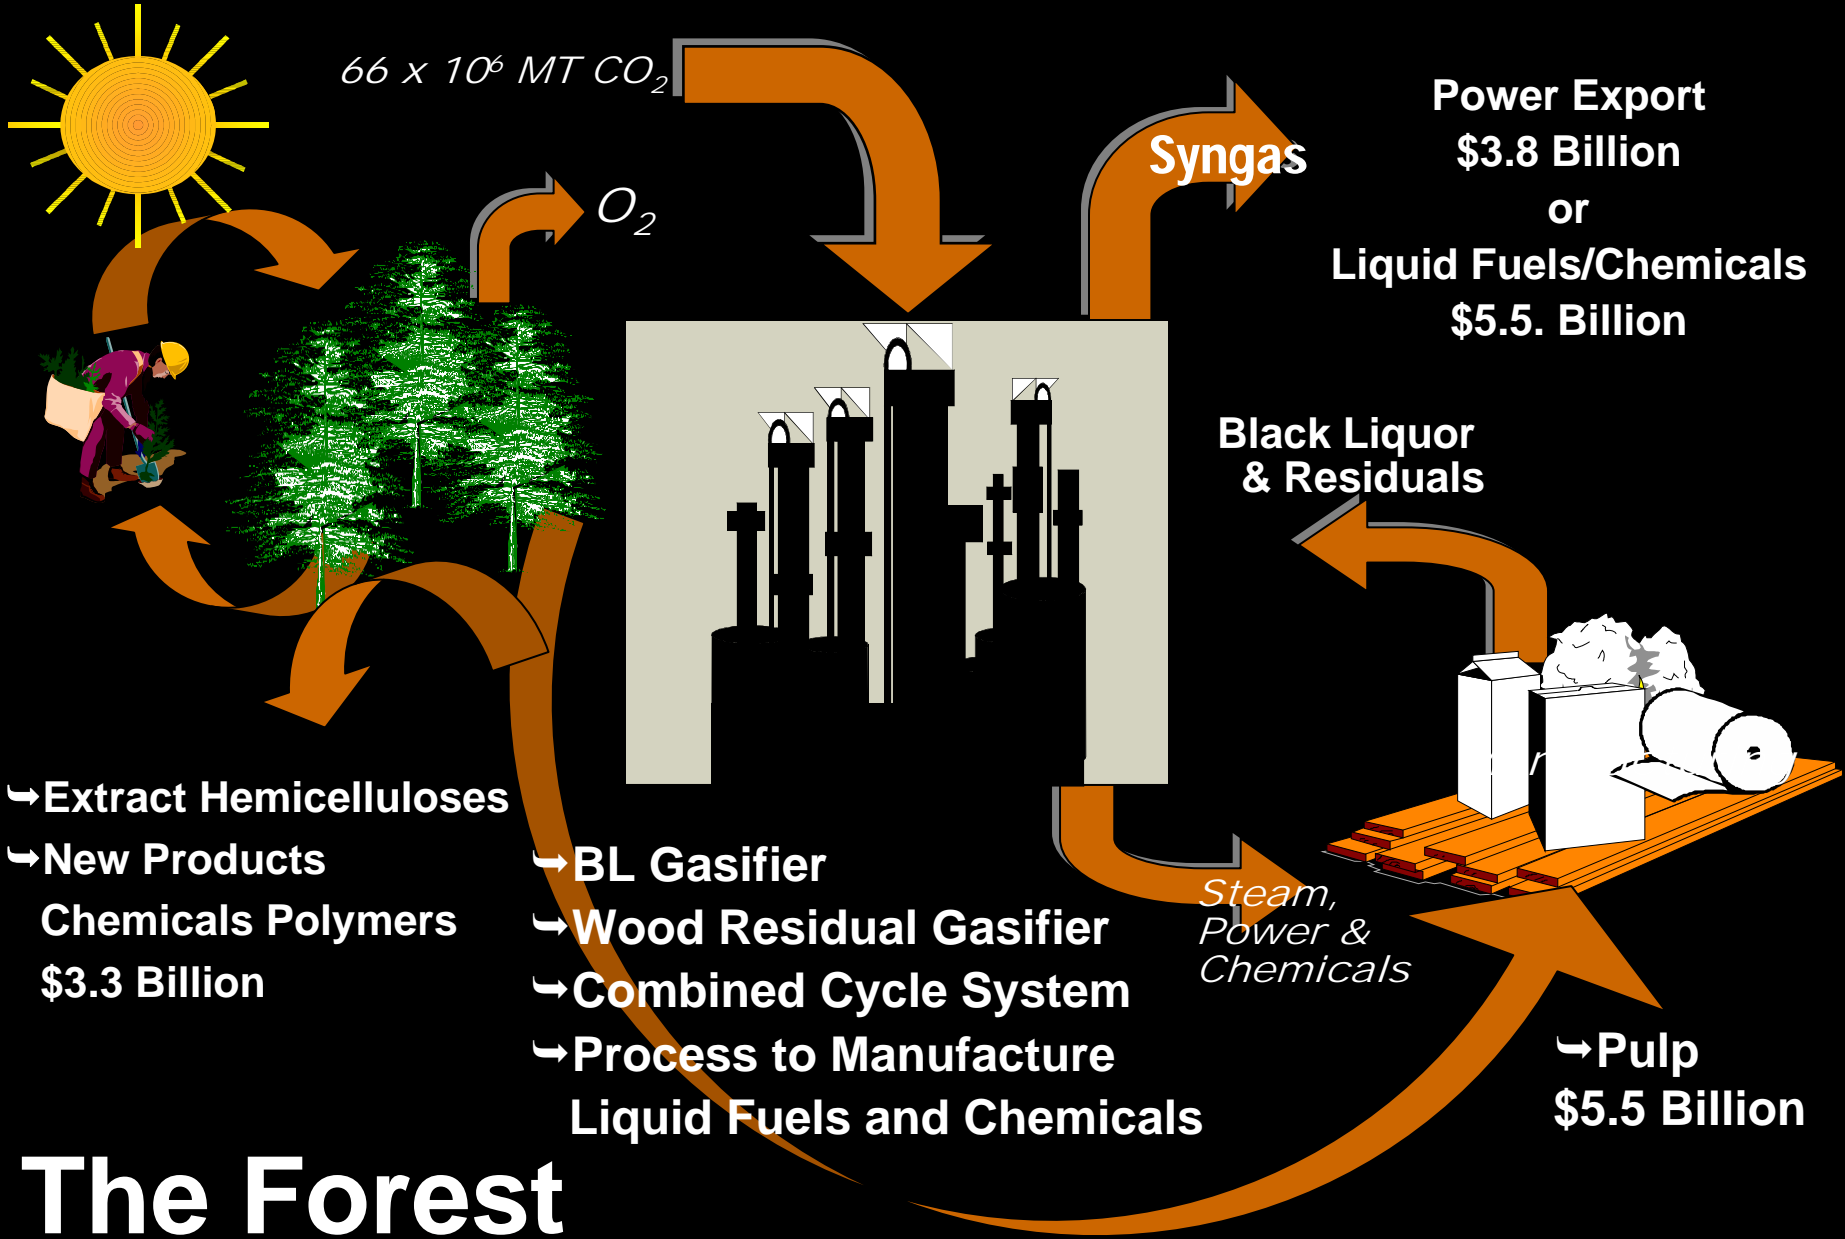 66 x 10⁶ MT CO₂
O₂
Syngas
Power Export
$3.8 Billion
or
Liquid Fuels/Chemicals
$5.5. Billion
Black Liquor
& Residuals
➥Extract Hemicelluloses
➥New Products
Chemicals Polymers
$3.3 Billion
➥BL Gasifier
➥Wood Residual Gasifier
➥Combined Cycle System
➥Process to Manufacture
Liquid Fuels and Chemicals
Steam,
Power &
Chemicals
➥Pulp
$5.5 Billion
The Forest